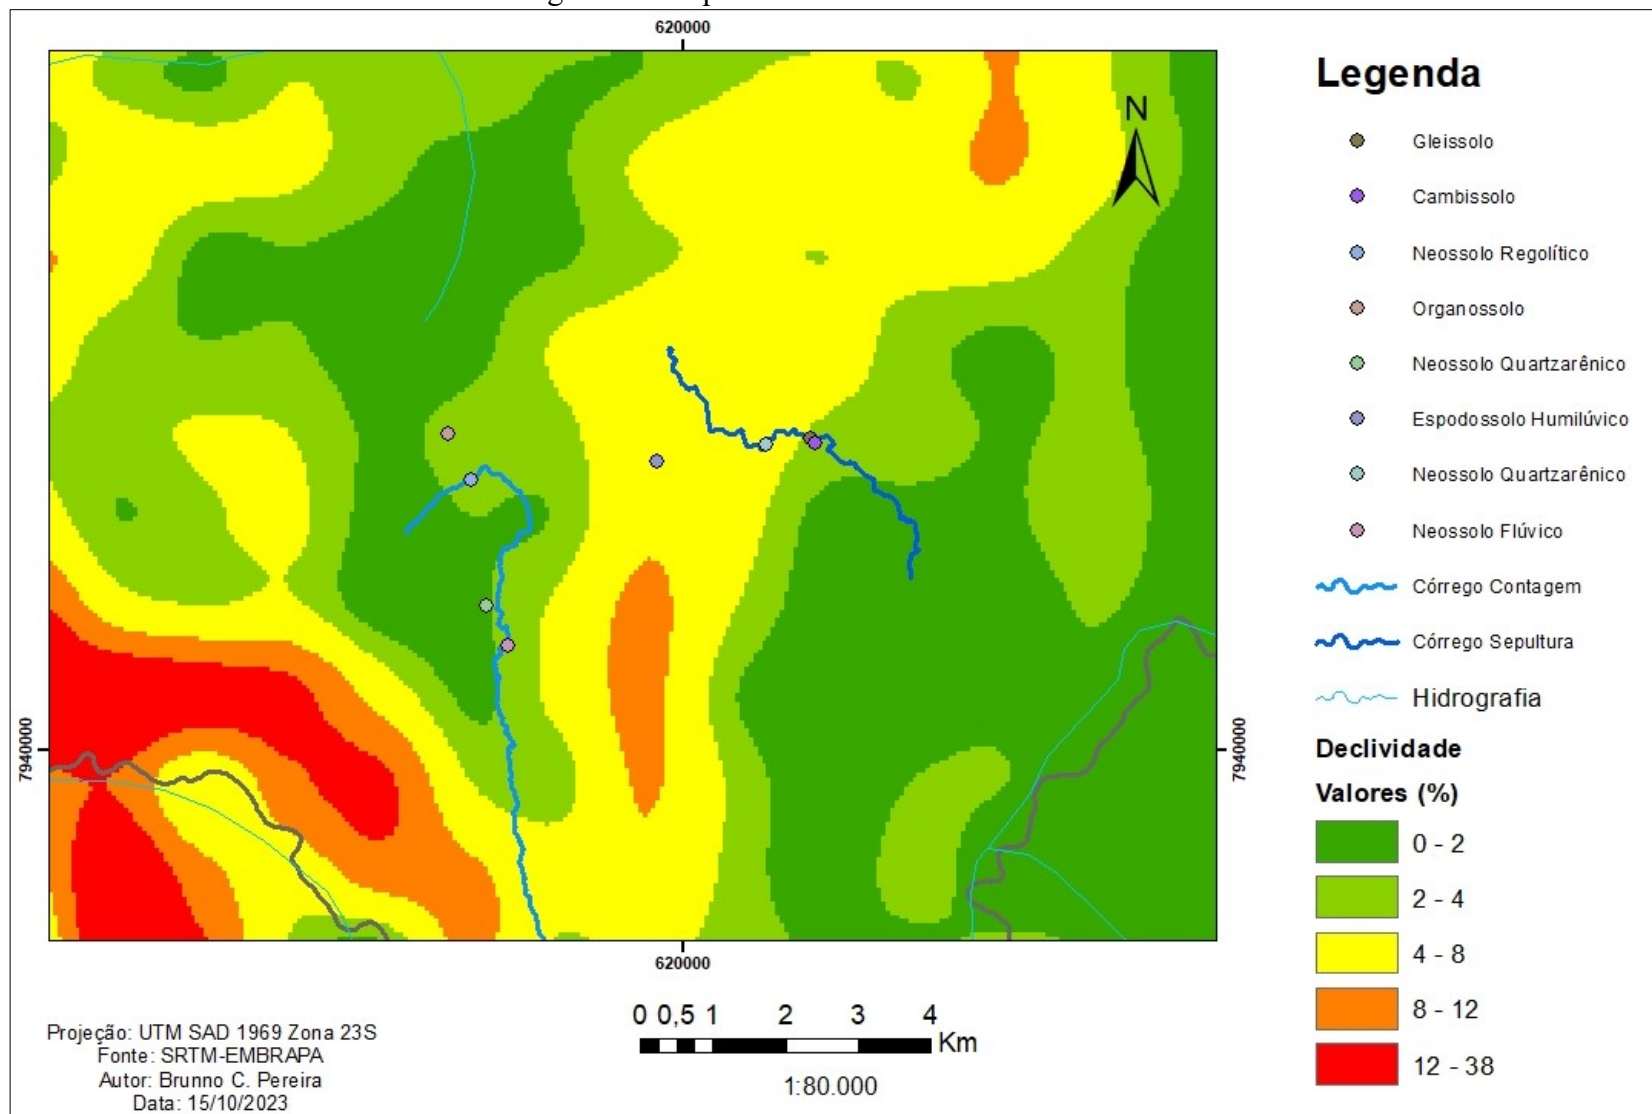 620000
Legenda
N
Gleissolo
Cambissolo
Neossolo Regolítico
Organossolo
Neossolo Quartzarênico
Espodossolo Humilúvico
Neossolo Quartzarênico
Neossolo Flúvico
Córrego Contagem
Córrego Sepultura
Hidrografia
Declividade
Valores (%)
0 - 2
2 - 4
4 - 8
8 - 12
12 - 38
7940000
7940000
620000
0 0,5 1 2 3 4
Km
1:80.000
Projeção: UTM SAD 1969 Zona 23S
Fonte: SRTM-EMBRAPA
Autor: Brunno C. Pereira
Data: 15/10/2023